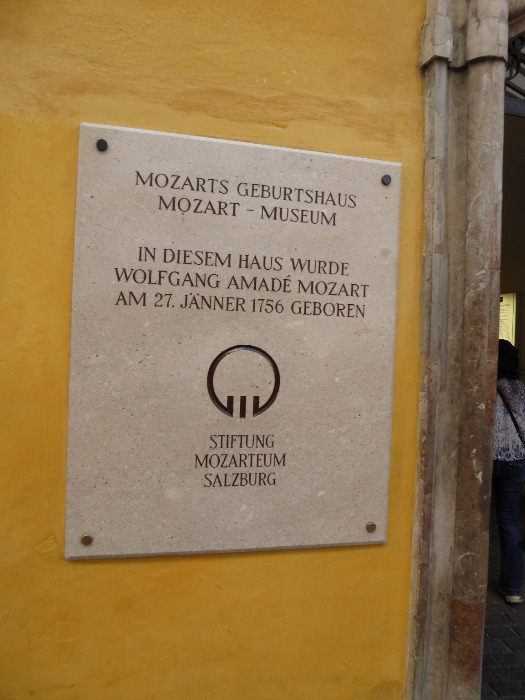 MOZARTS GEBURTSHAUS
MOZART - MUSEUM
IN DIESEM HAUS WURDE
WOLFGANG AMADÉ MOZART
AM 27. JÄNNER 1756 GEBOREN
STIFTUNG
MOZARTEUM
SALZBURG